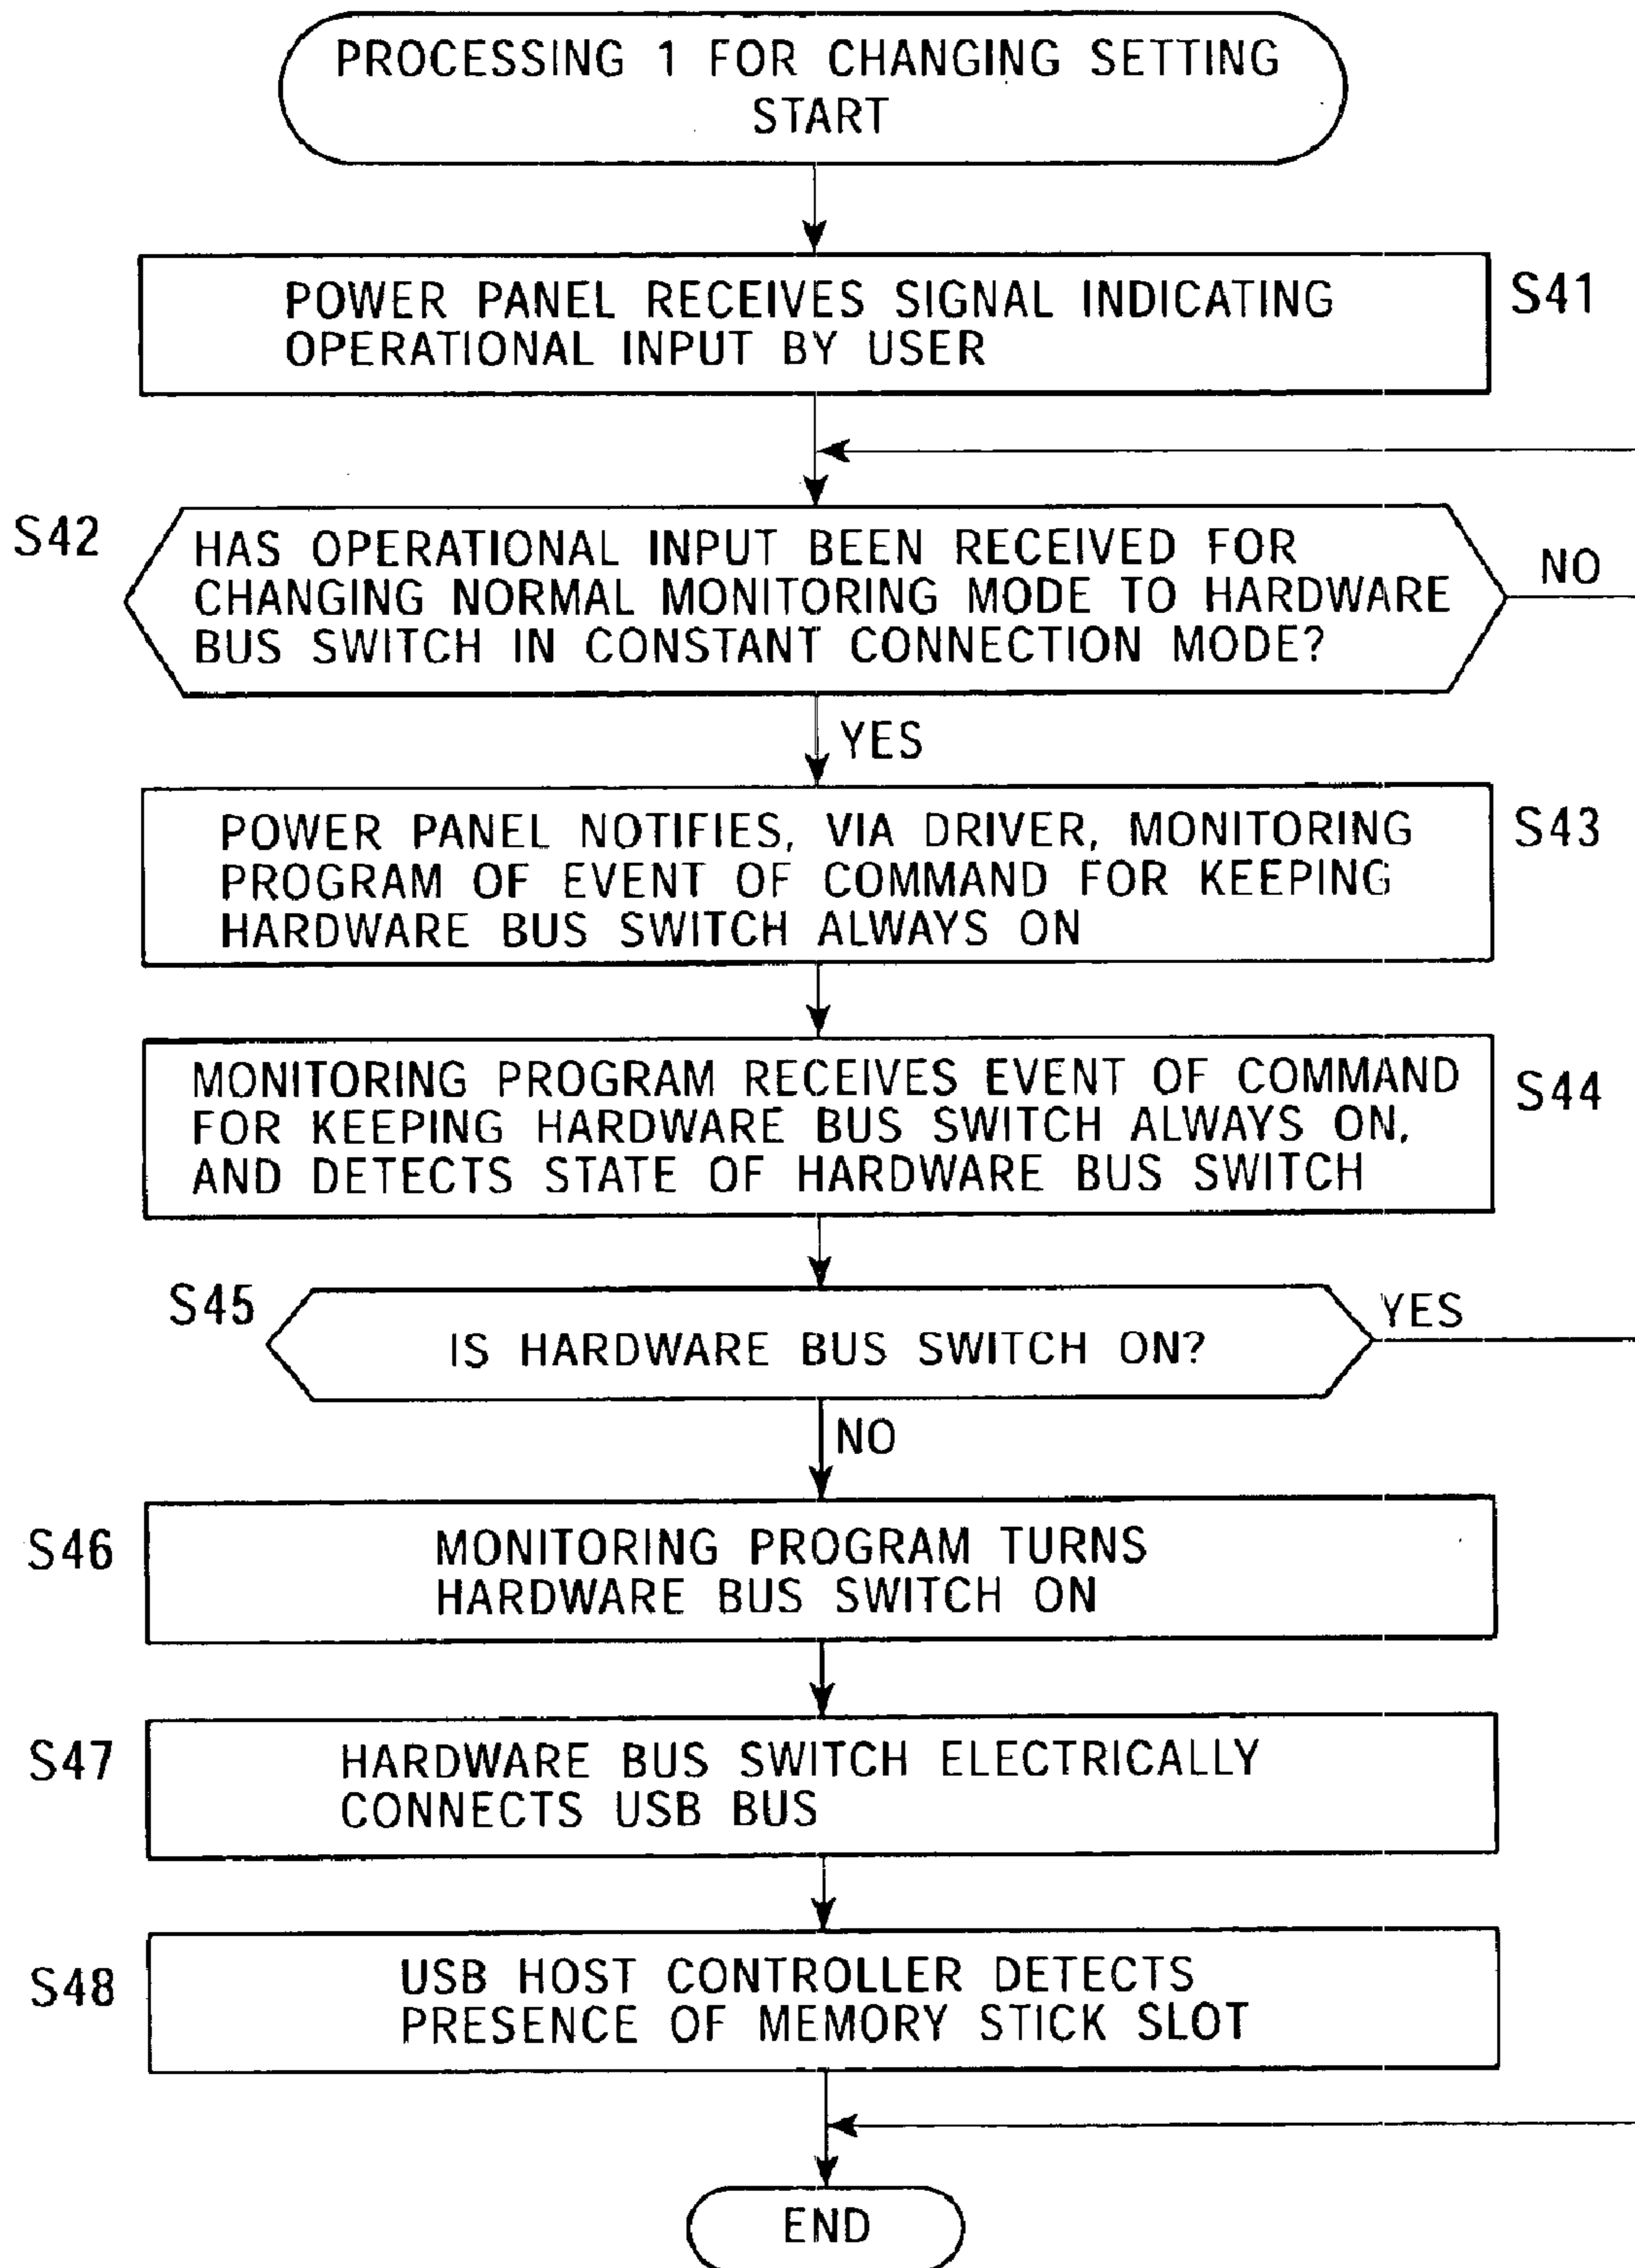 PROCESSING 1 FOR CHANGING SETTING
START
POWER PANEL RECEIVES SIGNAL INDICATING
OPERATIONAL INPUT BY USER
S41
S42
HAS OPERATIONAL INPUT BEEN RECEIVED FOR
CHANGING NORMAL MONITORING MODE TO HARDWARE
BUS SWITCH IN CONSTANT CONNECTION MODE?
NO
YES
POWER PANEL NOTIFIES, VIA DRIVER, MONITORING
PROGRAM OF EVENT OF COMMAND FOR KEEPING
HARDWARE BUS SWITCH ALWAYS ON
S43
MONITORING PROGRAM RECEIVES EVENT OF COMMAND
FOR KEEPING HARDWARE BUS SWITCH ALWAYS ON,
AND DETECTS STATE OF HARDWARE BUS SWITCH
S44
S45
IS HARDWARE BUS SWITCH ON?
YES
NO
S46
MONITORING PROGRAM TURNS
HARDWARE BUS SWITCH ON
S47
HARDWARE BUS SWITCH ELECTRICALLY
CONNECTS USB BUS
S48
USB HOST CONTROLLER DETECTS
PRESENCE OF MEMORY STICK SLOT
END